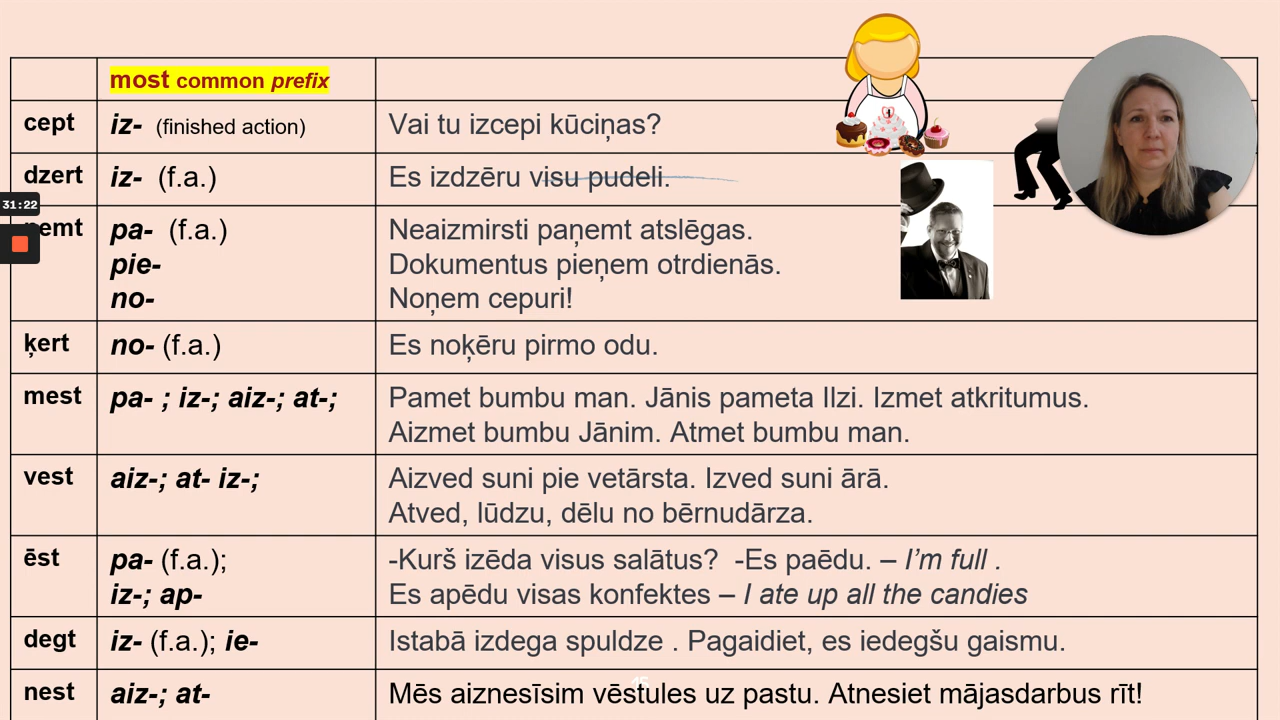 most common prefix
cept iz- (finished action) Vai tu izcepi kūciņas?
dzert iz- (f.a.) Es izdzēru visu pudeli.
31:22
ņemt pa- (f.a.) Neaizmirsti paņemt atslēgas.
pie- Dokumentus pieņem otrdienās.
no- Noņem cepuri!
ķert no- (f.a.) Es noķēru pirmo odu.
mest pa- ; iz-; aiz-; at-; Pamet bumbu man. Jānis pameta Ilzi. Izmet atkritumus.
Aizmet bumbu Jānim. Atmet bumbu man.
vest aiz-; at- iz-; Aizved suni pie vetārsta. Izved suni ārā.
Atved, lūdzu, dēlu no bērnudārza.
ēst pa- (f.a.); -Kurš izēda visus salātus? -Es paēdu. – I’m full .
iz-; ap- Es apēdu visas konfektes – I ate up all the candies
degt iz- (f.a.); ie- Istabā izdega spuldze . Pagaidiet, es iedegšu gaismu.
nest aiz-; at- Mēs aiznesīsim vēstules uz pastu. Atnesiet mājasdarbus rīt!